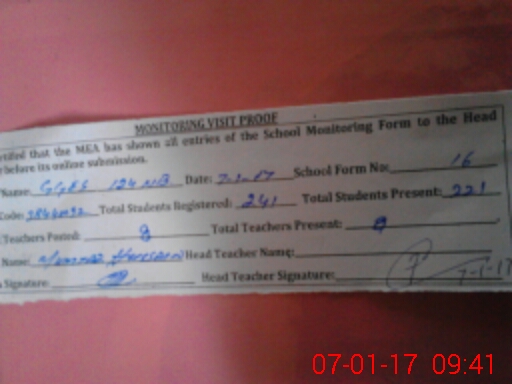 MONITORING VISIT PROOF
rtified that the MEA has shown all entries of the School Monitoring Form to the Head
before its online submission.
Name: GGES 124 NB Date: 7-1-17 School Form No: 16
Code: Total Students Registered: 241 Total Students Present: 221
Teachers Posted: 8 Total Teachers Present: 8
Name: Head Teacher Name:
Signature: Head Teacher Signature: 7-1-17
07-01-17 09:41